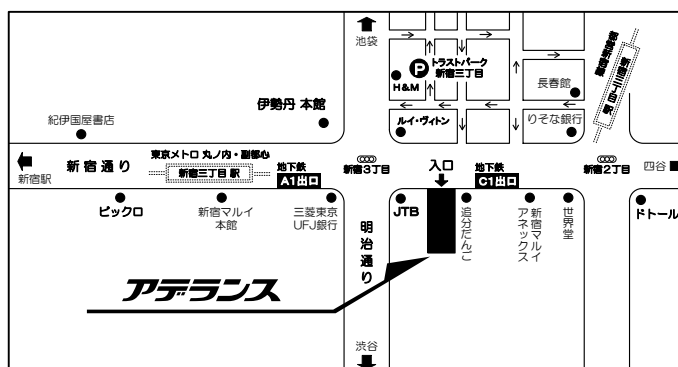 池袋
トラストパーク
新宿三丁目
P
H&M
長春館
都営新宿線
新宿三丁目 駅
伊勢丹 本館
紀伊国屋書店
ルイ・ヴィトン
りそな銀行
東京メトロ 丸ノ内・副都心
新宿三丁目 駅
地下鉄
A1出口
新宿通り
新宿駅
新宿3丁目
入口
地下鉄
C1出口
新宿2丁目
四谷
ビックロ
新宿マルイ
本館
三菱東京
UFJ銀行
明治通り
JTB
追分だんご
新宿マルイ
アネックス
世界堂
ドトール
アデランス
渋谷